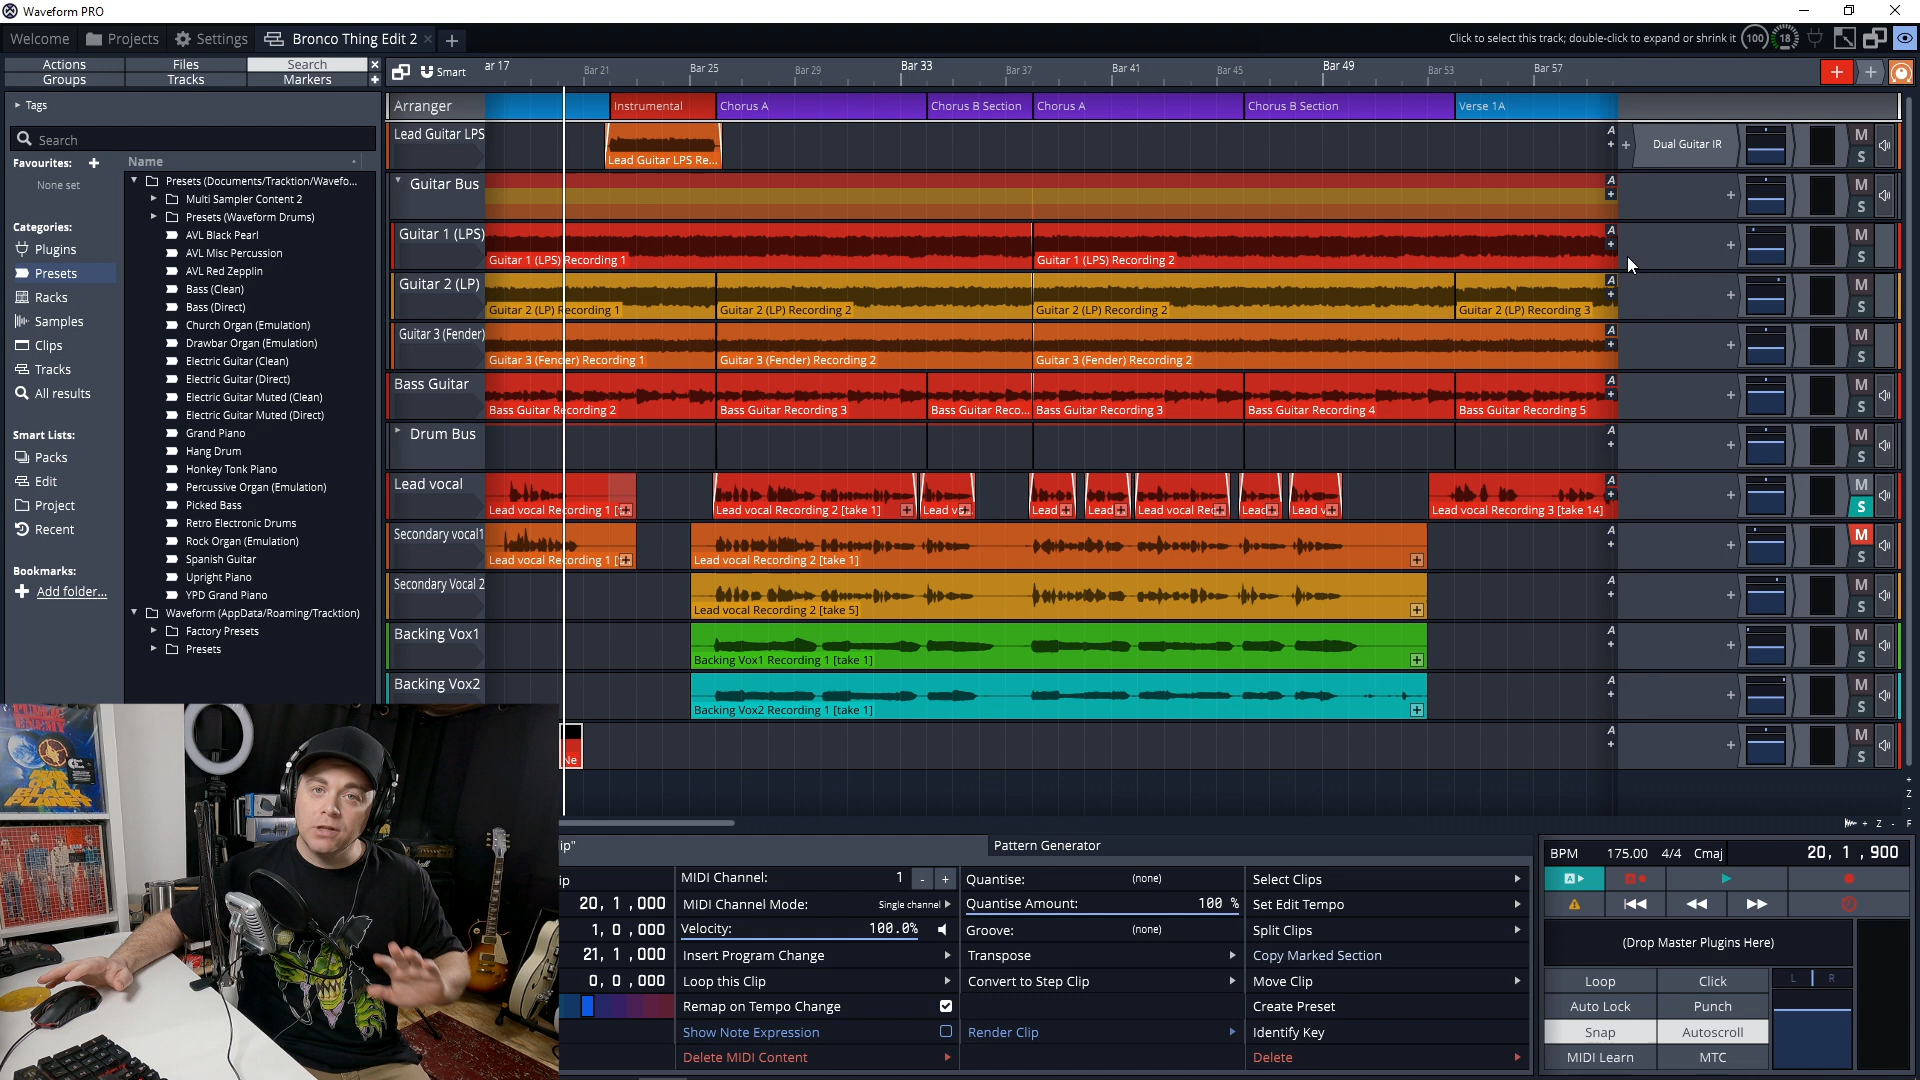 Waveform PRO
Welcome
Projects
Settings
Bronco Thing Edit 2
Click to select this track; double-click to expand or shrink it
100
18
Actions Files Search
Groups Tracks Markers
Tags
Search
Favourites:
None set
Categories:
Plugins
Presets
Racks
Samples
Clips
Tracks
All results
Smart Lists:
Packs
Edit
Project
Recent
Bookmarks:
Add folder...
Name
Presets (Documents/Tracktion/Wavefo...
Multi Sampler Content 2
Presets (Waveform Drums)
AVL Black Pearl
AVL Misc Percussion
AVL Red Zepplin
Bass (Clean)
Bass (Direct)
Church Organ (Emulation)
Drawbar Organ (Emulation)
Electric Guitar (Clean)
Electric Guitar (Direct)
Electric Guitar Muted (Clean)
Electric Guitar Muted (Direct)
Grand Piano
Hang Drum
Honkey Tonk Piano
Percussive Organ (Emulation)
Picked Bass
Retro Electronic Drums
Rock Organ (Emulation)
Spanish Guitar
Upright Piano
YPD Grand Piano
Waveform (AppData/Roaming/Tracktion)
Factory Presets
Presets
Smart
ar 17 Bar 21 Bar 25 Bar 29 Bar 33 Bar 37 Bar 41 Bar 45 Bar 49 Bar 53 Bar 57
Arranger Instrumental Chorus A Chorus B Section Chorus A Chorus B Section Verse 1A
Lead Guitar LPS
Lead Guitar LPS Re...
Dual Guitar IR
M
S
Guitar Bus
M
S
Guitar 1 (LPS)
Guitar 1 (LPS) Recording 1 Guitar 1 (LPS) Recording 2
M
S
Guitar 2 (LP)
Guitar 2 (LP) Recording 1 Guitar 2 (LP) Recording 2 Guitar 2 (LP) Recording 2 Guitar 2 (LP) Recording 3
M
S
Guitar 3 (Fender)
Guitar 3 (Fender) Recording 1 Guitar 3 (Fender) Recording 2 Guitar 3 (Fender) Recording 2
M
S
Bass Guitar
Bass Guitar Recording 2 Bass Guitar Recording 3 Bass Guitar Reco... Bass Guitar Recording 3 Bass Guitar Recording 4 Bass Guitar Recording 5
M
S
Drum Bus
M
S
Lead vocal
Lead vocal Recording 1 Lead vocal Recording 2 [take 1] Lead Lead Lead Lead vocal Rec Lead Lead Lead vocal Recording 3 [take 14]
M
S
Secondary vocal1
Lead vocal Recording 1 Lead vocal Recording 2 [take 1]
M
S
Secondary Vocal 2
Lead vocal Recording 2 [take 5]
M
S
Backing Vox1
Backing Vox1 Recording 1 [take 1]
M
S
Backing Vox2
Backing Vox2 Recording 1 [take 1]
M
S
Ne
M
S
PUBLIC ENEMY
ip"
Pattern Generator
ip
20, 1 ,000
1, 0 ,000
21, 1 ,000
0, 0 ,000
MIDI Channel: 1 - +
MIDI Channel Mode: Single channel
Velocity: 100.0%
Insert Program Change
Loop this Clip
Remap on Tempo Change
Show Note Expression
Delete MIDI Content
Quantise: (none)
Quantise Amount: 100 %
Groove: (none)
Transpose
Convert to Step Clip
Render Clip
Select Clips
Set Edit Tempo
Split Clips
Copy Marked Section
Move Clip
Create Preset
Identify Key
Delete
BPM 175.00 4/4 Cmaj 20, 1 ,900
(Drop Master Plugins Here)
Loop Click
Auto Lock Punch
Snap Autoscroll
MIDI Learn MTC
L R